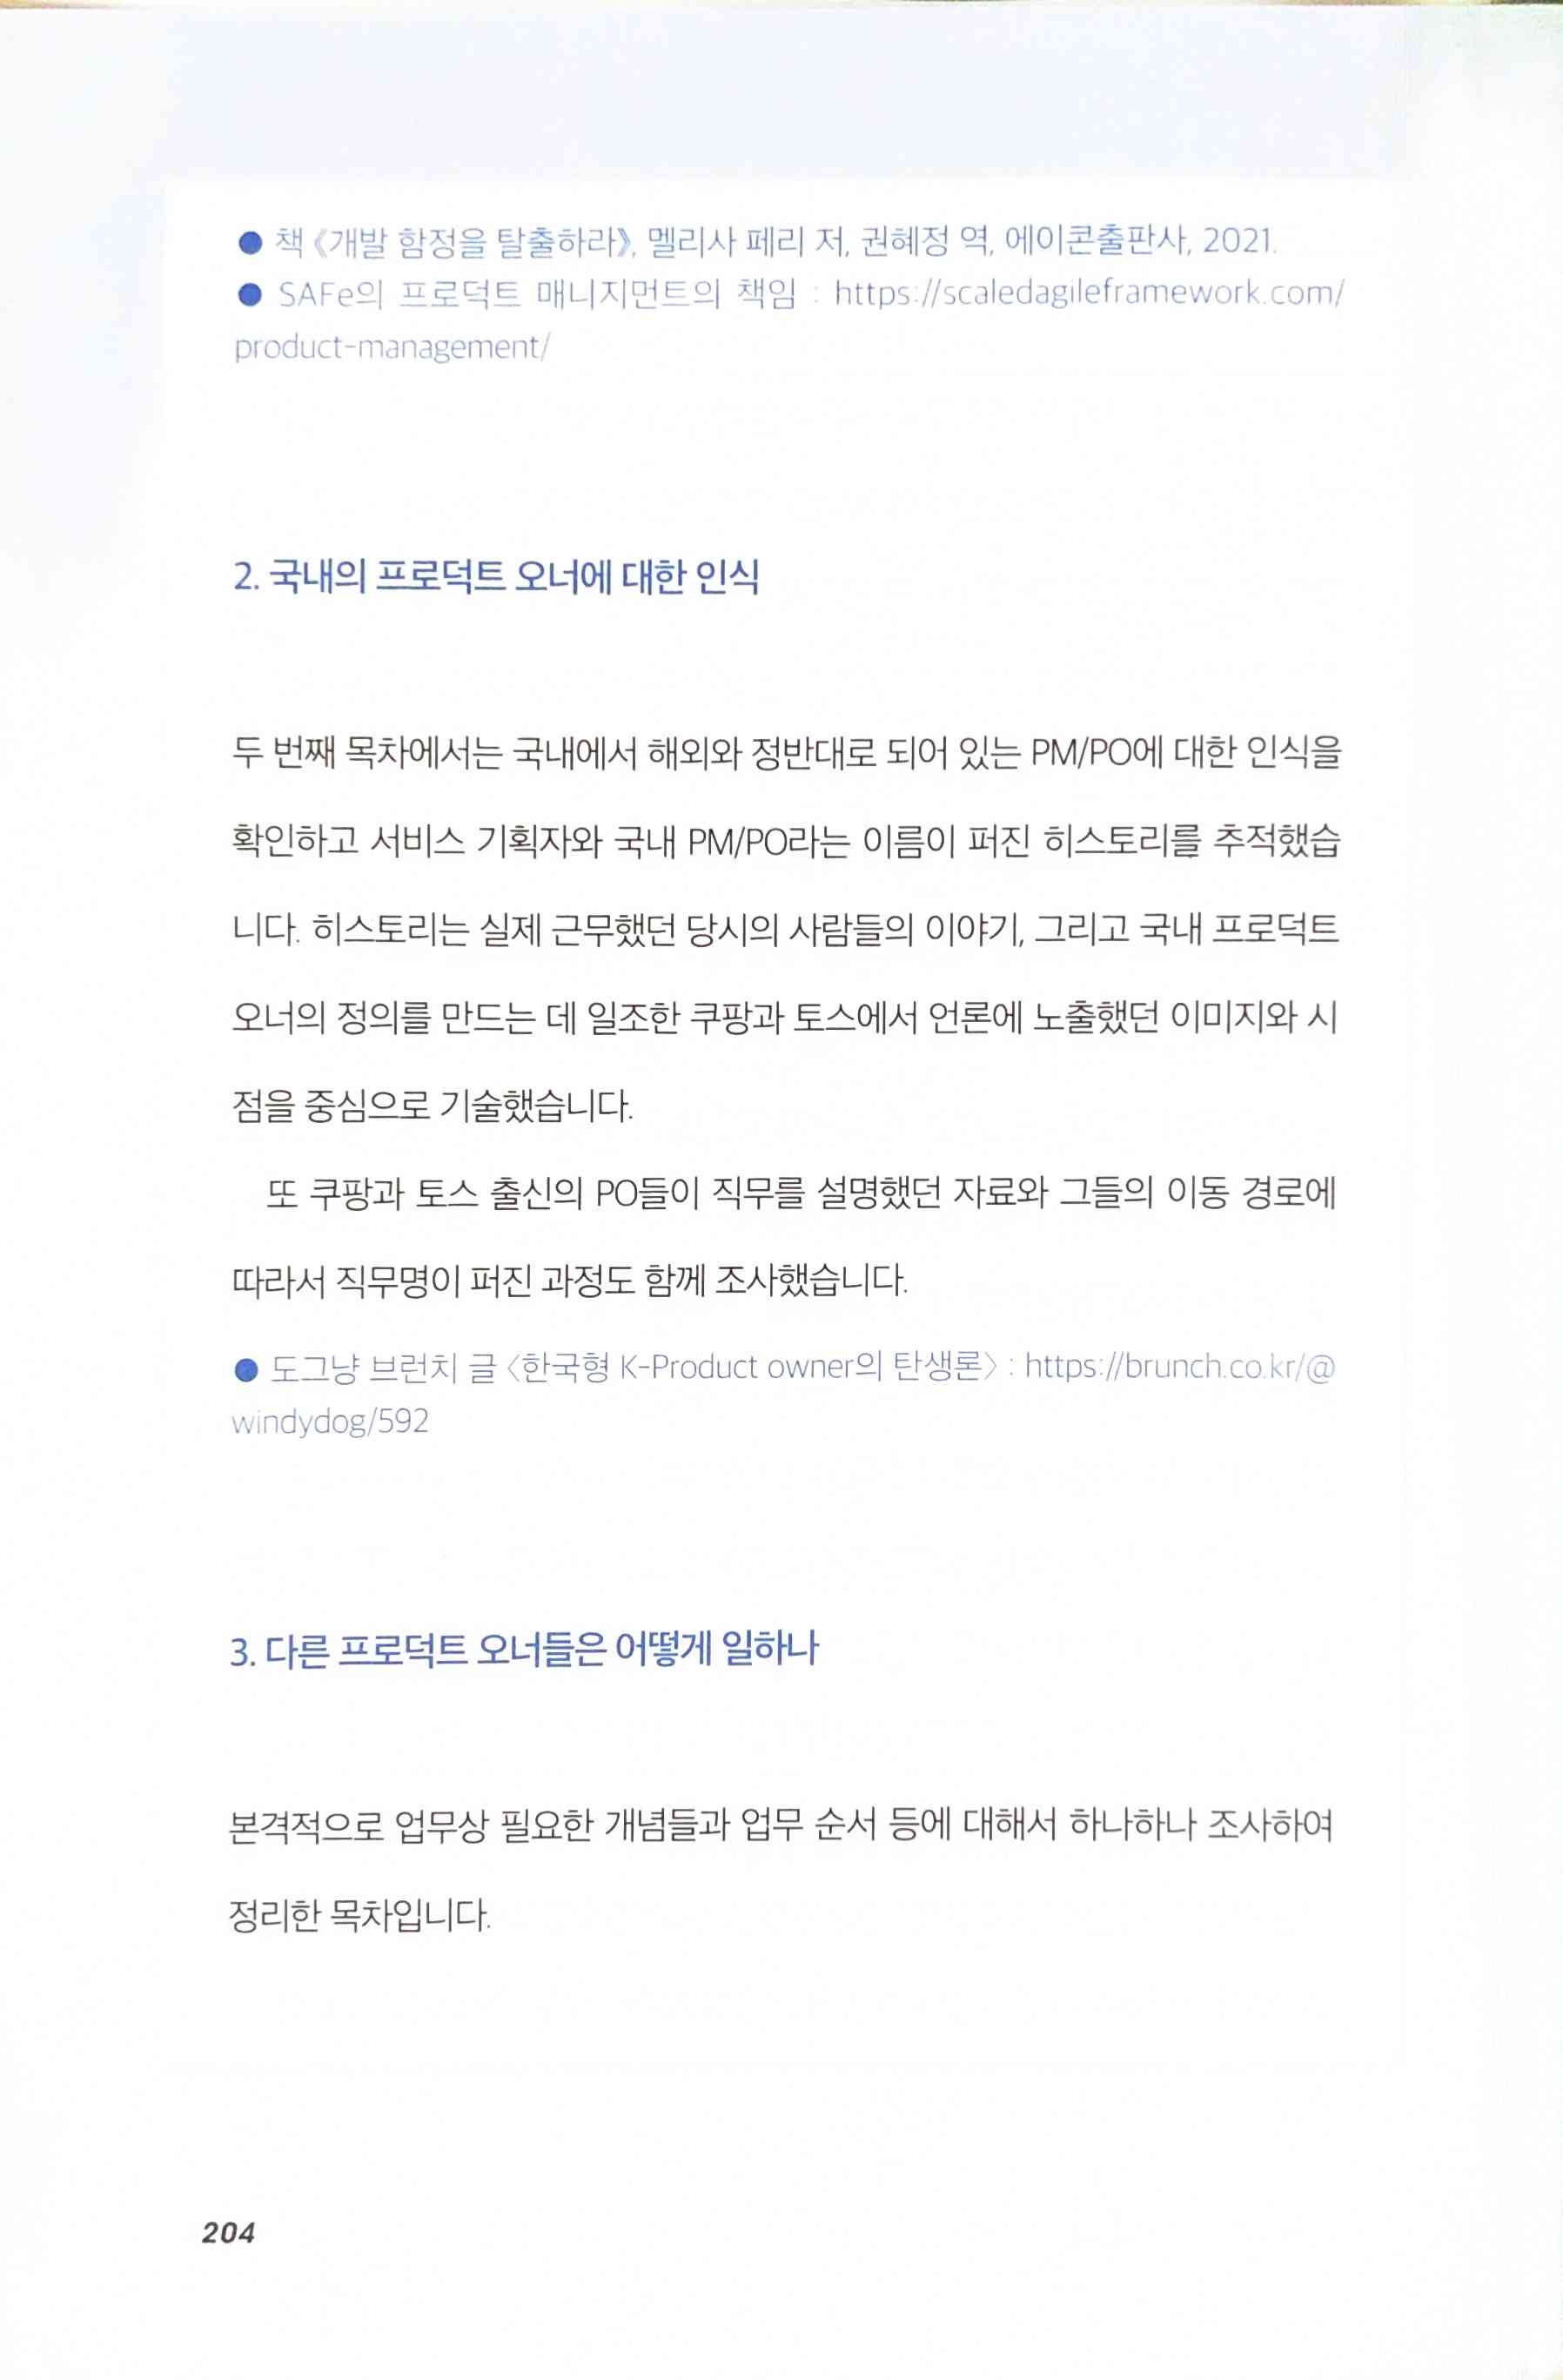 ● 책 《개발 함정을 탈출하라》, 멜리사 페리 저, 권혜정 역, 에이콘출판사, 2021.
● SAFe의 프로덕트 매니지먼트의 책임 : https://scaledagileframework.com/
product-management/
2. 국내의 프로덕트 오너에 대한 인식
두 번째 목차에서는 국내에서 해외와 정반대로 되어 있는 PM/PO에 대한 인식을
확인하고 서비스 기획자와 국내 PM/PO라는 이름이 퍼진 히스토리를 추적했습
니다. 히스토리는 실제 근무했던 당시의 사람들의 이야기, 그리고 국내 프로덕트
오너의 정의를 만드는 데 일조한 쿠팡과 토스에서 언론에 노출했던 이미지와 시
점을 중심으로 기술했습니다.
또 쿠팡과 토스 출신의 PO들이 직무를 설명했던 자료와 그들의 이동 경로에
따라서 직무명이 퍼진 과정도 함께 조사했습니다.
● 도그냥 브런치 글 〈한국형 K-Product owner의 탄생론〉 : https://brunch.co.kr/@
windydog/592
3. 다른 프로덕트 오너들은 어떻게 일하나
본격적으로 업무상 필요한 개념들과 업무 순서 등에 대해서 하나하나 조사하여
정리한 목차입니다.
204